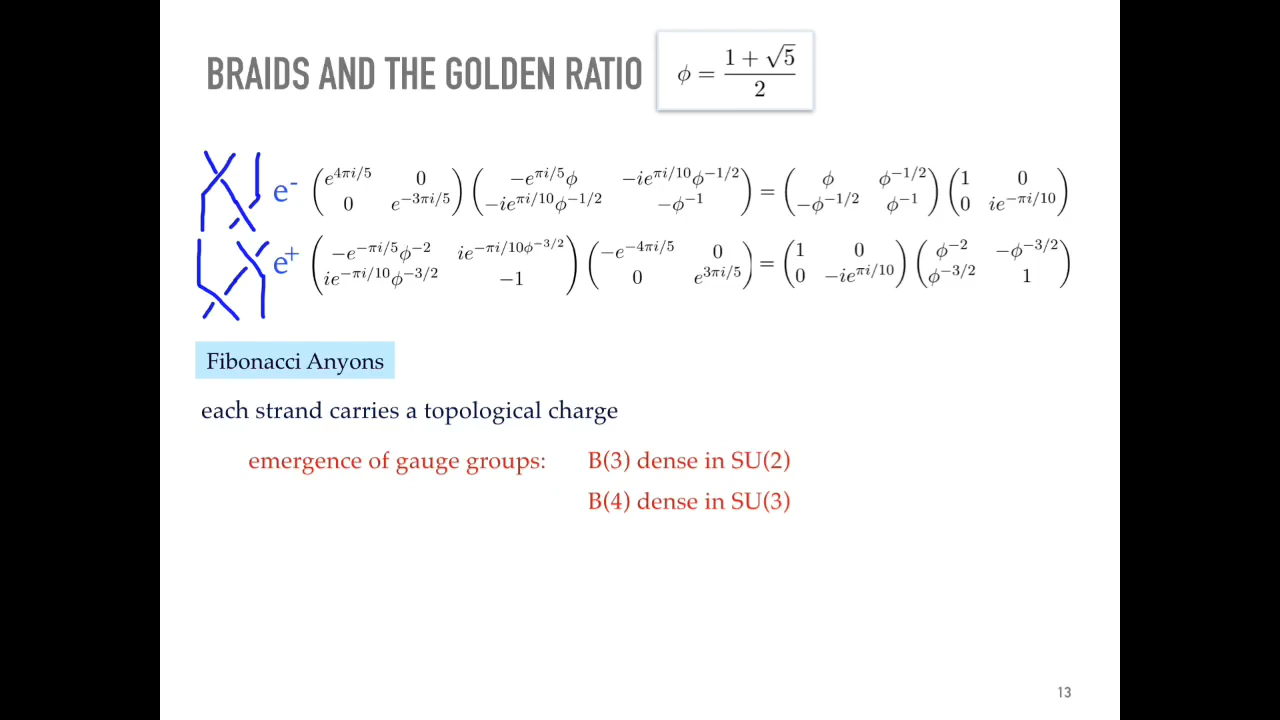 BRAIDS AND THE GOLDEN RATIO ϕ = (1 + √5)/2
e⁻ (e^{4πi/5} 0; 0 e^{−3πi/5}) (−e^{πi/5}ϕ −ie^{πi/10}ϕ^{−1/2}; −ie^{πi/10}ϕ^{−1/2} −ϕ^{−1}) = (ϕ ϕ^{−1/2}; −ϕ^{−1/2} ϕ^{−1}) (1 0; 0 ie^{−πi/10})
e⁺ (−e^{−πi/5}ϕ^{−2} ie^{−πi/10ϕ^{−3/2}}; ie^{−πi/10}ϕ^{−3/2} −1) (−e^{−4πi/5} 0; 0 e^{3πi/5}) = (1 0; 0 −ie^{πi/10}) (ϕ^{−2} −ϕ^{−3/2}; ϕ^{−3/2} 1)
Fibonacci Anyons
each strand carries a topological charge
emergence of gauge groups: B(3) dense in SU(2)
B(4) dense in SU(3)
13